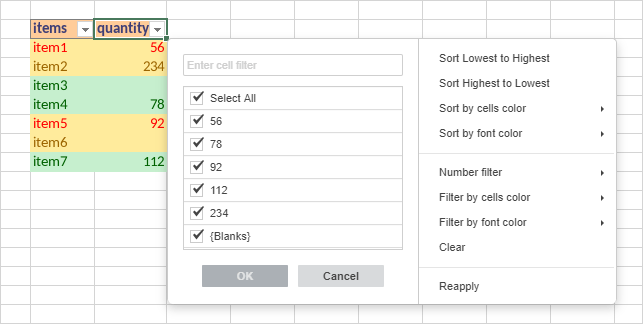 items quantity
item1 56
item2 234
item3
item4 78
item5 92
item6
item7 112
Enter cell filter
Select All
56
78
92
112
234
{Blanks}
OK Cancel
Sort Lowest to Highest
Sort Highest to Lowest
Sort by cells color
Sort by font color
Number filter
Filter by cells color
Filter by font color
Clear
Reapply